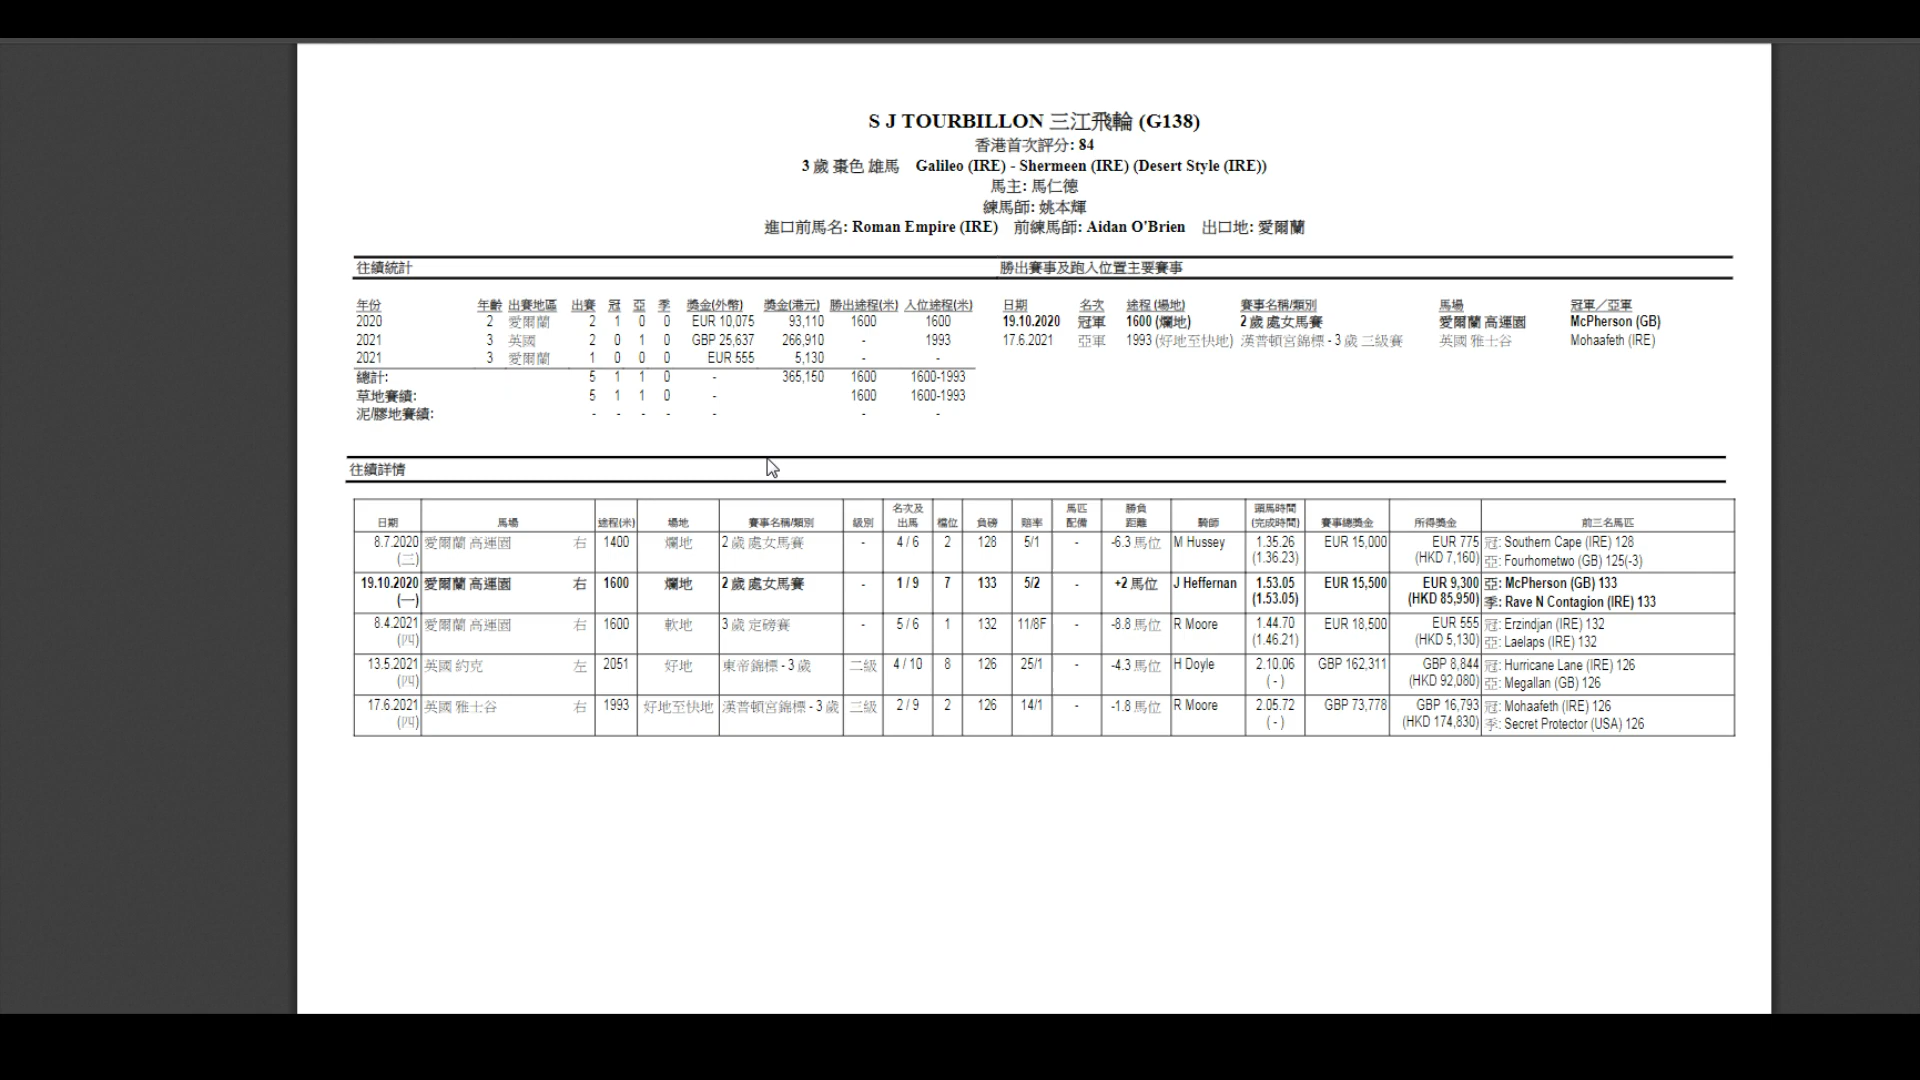 S J TOURBILLON 三江飛輪 (G138)
香港首次評分: 84
3 歲 棗色 雄馬 Galileo (IRE) - Shermeen (IRE) (Desert Style (IRE))
馬主: 馬仁德
練馬師: 姚本輝
進口前馬名: Roman Empire (IRE) 前練馬師: Aidan O'Brien 出口地: 愛爾蘭
往績統計 勝出賽事及跑入位置主要賽事
年份 年齡 出賽地區 出賽 冠 亞 季 獎金(外幣) 獎金(港元) 勝出途程(米) 入位途程(米) 日期 名次 途程 (場地) 賽事名稱/類別 馬場 冠軍／亞軍
2020 2 愛爾蘭 2 1 0 0 EUR 10,075 93,110 1600 1600 19.10.2020 冠軍 1600 (爛地) 2 歲 處女馬賽 愛爾蘭 高運園 McPherson (GB)
2021 3 英國 2 0 1 0 GBP 25,637 266,910 - 1993 17.6.2021 亞軍 1993 (好地至快地) 漢普頓宮錦標 - 3 歲 三級賽 英國 雅士谷 Mohaafeth (IRE)
2021 3 愛爾蘭 1 0 0 0 EUR 555 5,130 - -
總計: 5 1 1 0 - 365,150 1600 1600-1993
草地賽績: 5 1 1 0 - 1600 1600-1993
泥/膠地賽績: - - - - - - -
往績詳情
日期 馬場 途程(米) 場地 賽事名稱/類別 級別 名次及出馬 檔位 負磅 賠率 馬匹配備 勝負距離 騎師 頭馬時間(完成時間) 賽事總獎金 所得獎金 前三名馬匹
8.7.2020 愛爾蘭 高運園 右 1400 爛地 2 歲 處女馬賽 - 4 / 6 2 128 5/1 - -6.3 馬位 M Hussey 1.35.26 EUR 15,000 EUR 775 冠: Southern Cape (IRE) 128
(三) (1.36.23) (HKD 7,160) 亞: Fourhometwo (GB) 125(-3)
19.10.2020 愛爾蘭 高運園 右 1600 爛地 2 歲 處女馬賽 - 1 / 9 7 133 5/2 - +2 馬位 J Heffernan 1.53.05 EUR 15,500 EUR 9,300 亞: McPherson (GB) 133
(一) (1.53.05) (HKD 85,950) 季: Rave N Contagion (IRE) 133
8.4.2021 愛爾蘭 高運園 右 1600 軟地 3 歲 定磅賽 - 5 / 6 1 132 11/8F - -8.8 馬位 R Moore 1.44.70 EUR 18,500 EUR 555 冠: Erzindjan (IRE) 132
(四) (1.46.21) (HKD 5,130) 亞: Laelaps (IRE) 132
13.5.2021 英國 約克 左 2051 好地 東帝錦標 - 3 歲 二級 4 / 10 8 126 25/1 - -4.3 馬位 H Doyle 2.10.06 GBP 162,311 GBP 8,844 冠: Hurricane Lane (IRE) 126
(四) ( - ) (HKD 92,080) 亞: Megallan (GB) 126
17.6.2021 英國 雅士谷 右 1993 好地至快地 漢普頓宮錦標 - 3 歲 三級 2 / 9 2 126 14/1 - -1.8 馬位 R Moore 2.05.72 GBP 73,778 GBP 16,793 冠: Mohaafeth (IRE) 126
(四) ( - ) (HKD 174,830) 季: Secret Protector (USA) 126